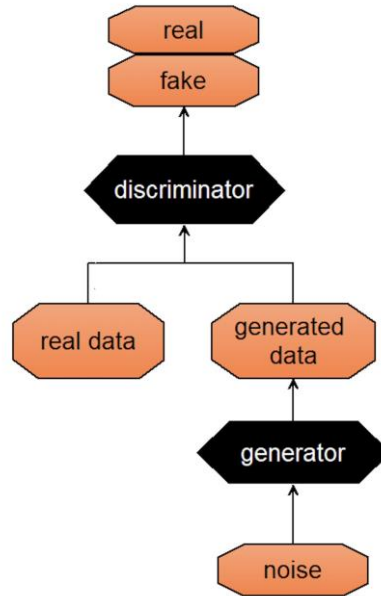 real
fake
discriminator
real data
generated
data
generator
noise